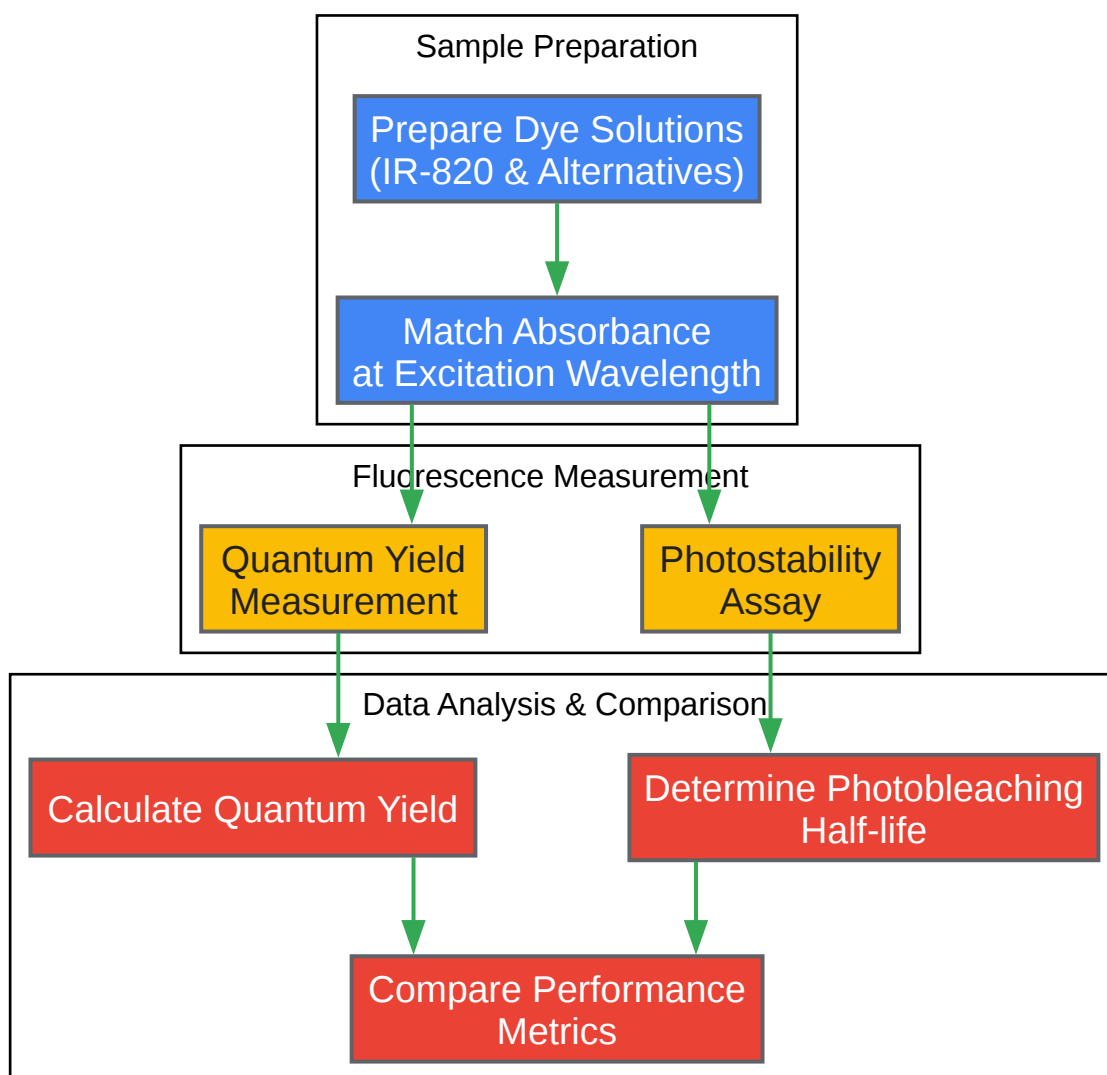 Sample Preparation
Prepare Dye Solutions
(IR-820 & Alternatives)
Match Absorbance
at Excitation Wavelength
Fluorescence Measurement
Quantum Yield
Measurement
Photostability
Assay
Data Analysis & Comparison
Calculate Quantum Yield
Determine Photobleaching
Half-life
Compare Performance
Metrics